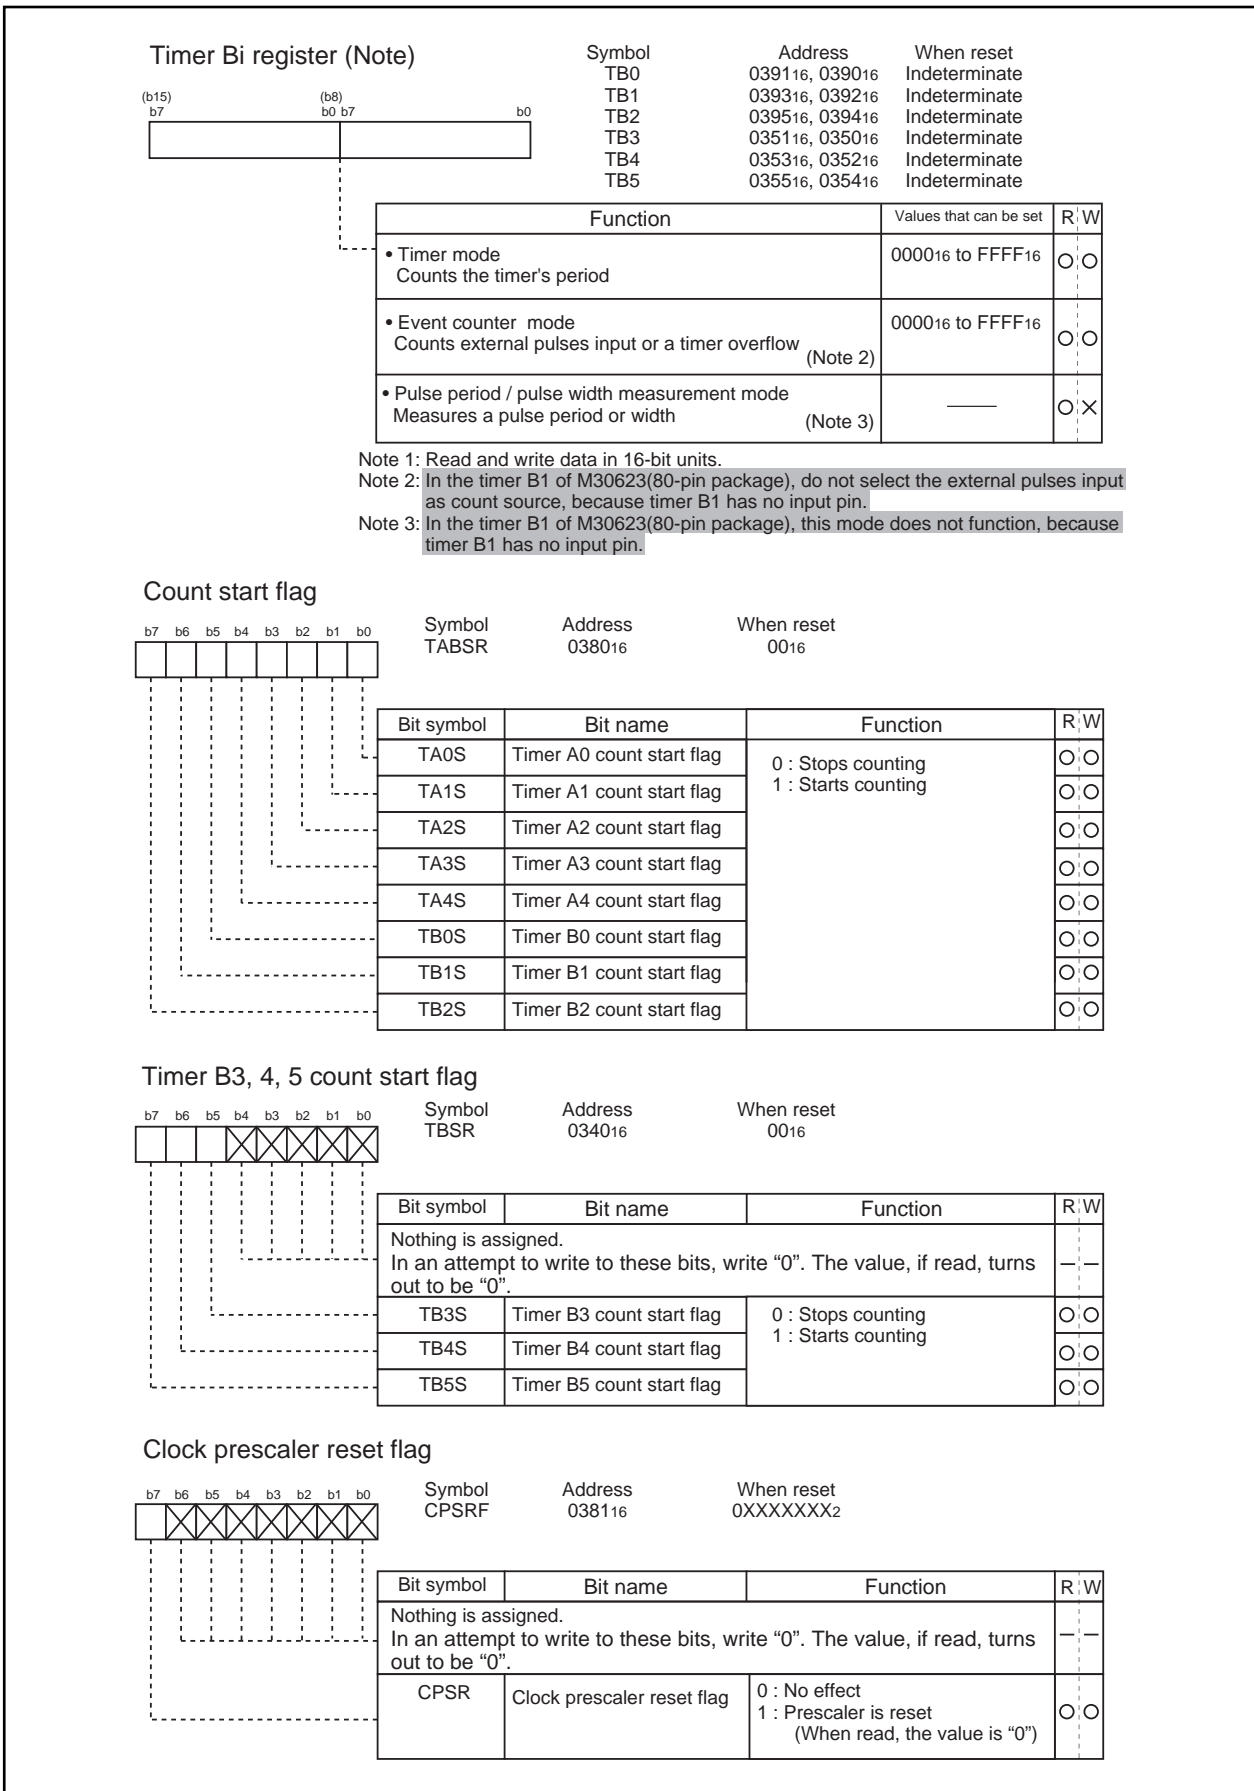 Timer Bi register (Note)
Symbol Address When reset
TB0 039116, 039016 Indeterminate
TB1 039316, 039216 Indeterminate
TB2 039516, 039416 Indeterminate
TB3 035116, 035016 Indeterminate
TB4 035316, 035216 Indeterminate
TB5 035516, 035416 Indeterminate
(b15) (b8)
b7 b0 b7 b0
Function Values that can be set R W
• Timer mode 000016 to FFFF16
Counts the timer's period
• Event counter mode 000016 to FFFF16
Counts external pulses input or a timer overflow
(Note 2)
• Pulse period / pulse width measurement mode
Measures a pulse period or width (Note 3)
Note 1: Read and write data in 16-bit units.
Note 2: In the timer B1 of M30623(80-pin package), do not select the external pulses input
as count source, because timer B1 has no input pin.
Note 3: In the timer B1 of M30623(80-pin package), this mode does not function, because
timer B1 has no input pin.
Count start flag
Symbol Address When reset
TABSR 038016 0016
b7 b6 b5 b4 b3 b2 b1 b0
Bit symbol Bit name Function R W
TA0S Timer A0 count start flag 0 : Stops counting
1 : Starts counting
TA1S Timer A1 count start flag
TA2S Timer A2 count start flag
TA3S Timer A3 count start flag
TA4S Timer A4 count start flag
TB0S Timer B0 count start flag
TB1S Timer B1 count start flag
TB2S Timer B2 count start flag
Timer B3, 4, 5 count start flag
Symbol Address When reset
TBSR 034016 0016
b7 b6 b5 b4 b3 b2 b1 b0
Bit symbol Bit name Function R W
Nothing is assigned.
In an attempt to write to these bits, write “0”. The value, if read, turns
out to be “0”.
TB3S Timer B3 count start flag 0 : Stops counting
1 : Starts counting
TB4S Timer B4 count start flag
TB5S Timer B5 count start flag
Clock prescaler reset flag
Symbol Address When reset
CPSRF 038116 0XXXXXXX2
b7 b6 b5 b4 b3 b2 b1 b0
Bit symbol Bit name Function R W
Nothing is assigned.
In an attempt to write to these bits, write “0”. The value, if read, turns
out to be “0”.
CPSR Clock prescaler reset flag 0 : No effect
1 : Prescaler is reset
(When read, the value is “0”)